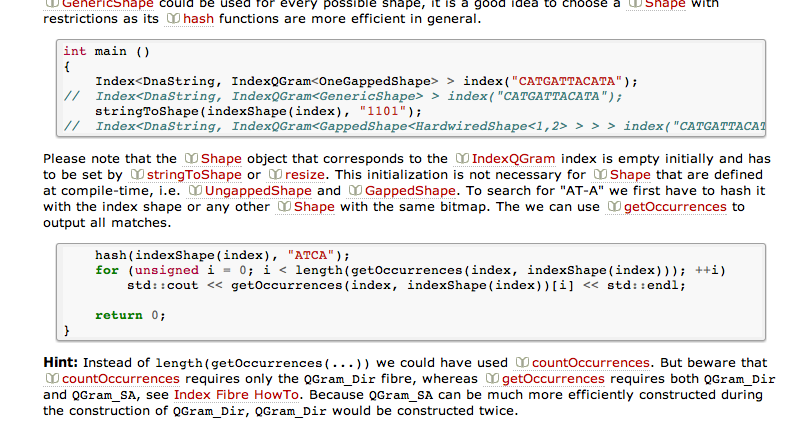 GenericShape could be used for every possible shape, it is a good idea to choose a Shape with
restrictions as its hash functions are more efficient in general.
int main ()
{
    Index<DnaString, IndexQGram<OneGappedShape> > index("CATGATTACATA");
//  Index<DnaString, IndexQGram<GenericShape> > index("CATGATTACATA");
    stringToShape(indexShape(index), "1101");
//  Index<DnaString, IndexQGram<GappedShape<HardwiredShape<1,2> > > > index("CATGATTACAT
Please note that the Shape object that corresponds to the IndexQGram index is empty initially and has
to be set by stringToShape or resize. This initialization is not necessary for Shape that are defined
at compile-time, i.e. UngappedShape and GappedShape. To search for "AT-A" we first have to hash it
with the index shape or any other Shape with the same bitmap. The we can use getOccurrences to
output all matches.
    hash(indexShape(index), "ATCA");
    for (unsigned i = 0; i < length(getOccurrences(index, indexShape(index))); ++i)
        std::cout << getOccurrences(index, indexShape(index))[i] << std::endl;
    return 0;
}
Hint: Instead of length(getOccurrences(...)) we could have used countOccurrences. But beware that
countOccurrences requires only the QGram_Dir fibre, whereas getOccurrences requires both QGram_Dir
and QGram_SA, see Index Fibre HowTo. Because QGram_SA can be much more efficiently constructed during
the construction of QGram_Dir, QGram_Dir would be constructed twice.